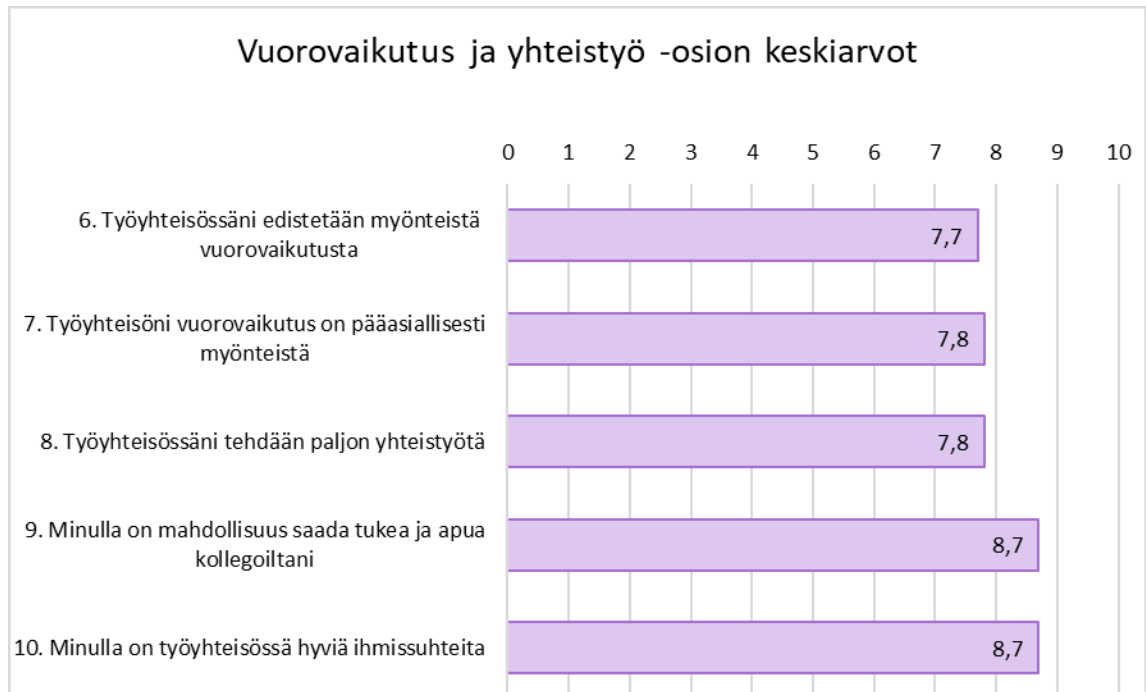 Vuorovaikutus ja yhteistyö -osion keskiarvot
0 1 2 3 4 5 6 7 8 9 10
6. Työyhteisössäni edistetään myönteistä
vuorovaikutusta
7,7
7. Työyhteisöni vuorovaikutus on pääasiallisesti
myönteistä
7,8
8. Työyhteisössäni tehdään paljon yhteistyötä
7,8
9. Minulla on mahdollisuus saada tukea ja apua
kollegoiltani
8,7
10. Minulla on työyhteisössä hyviä ihmissuhteita
8,7